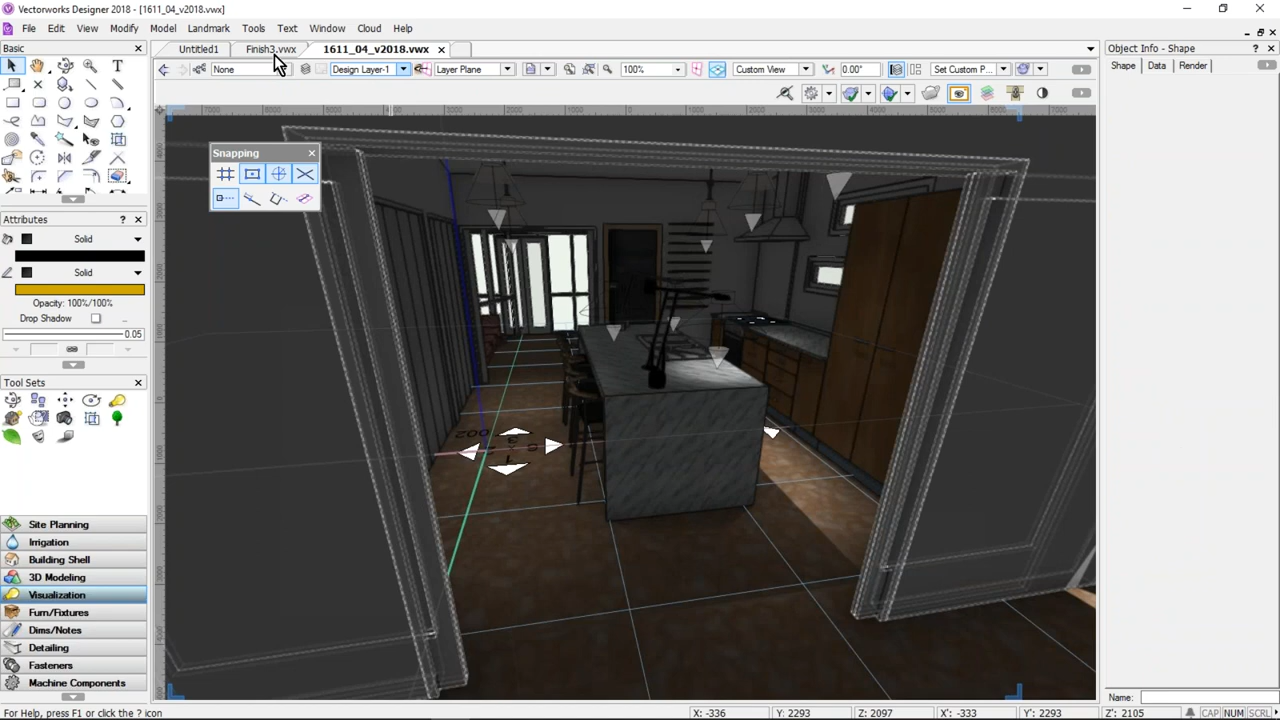 Vectorworks Designer 2018 - [1611_04_v2018.vwx]
File Edit View Modify Model Landmark Tools Text Window Cloud Help
Basic
Untitled1 Finish3.vwx 1611_04_v2018.vwx
None Design Layer-1 Layer Plane 100% Custom View 0.00° Set Custom P...
Object Info - Shape
Shape Data Render
Snapping
Attributes
Solid
Solid
Opacity: 100%/100%
Drop Shadow
0.05
Tool Sets
Site Planning
Irrigation
Building Shell
3D Modeling
Visualization
Furn/Fixtures
Dims/Notes
Detailing
Fasteners
Machine Components
Name:
For Help, press F1 or click the ? icon
X: -336 Y: 2293 Z: 2097 X': -333 Y': 2293 Z': 2105 CAP NUM SCRL